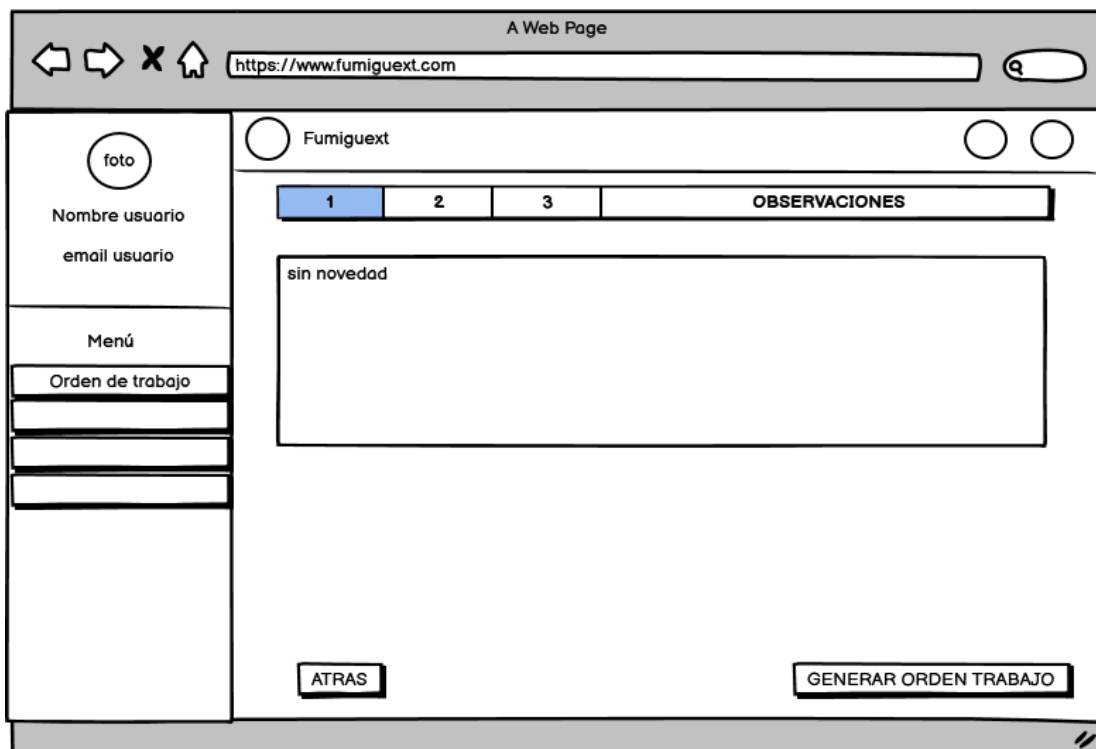 A Web Page
https://www.fumiguext.com
foto
Nombre usuario
email usuario
Menú
Orden de trabajo
Fumiguext
1 2 3 OBSERVACIONES
sin novedad
ATRAS
GENERAR ORDEN TRABAJO